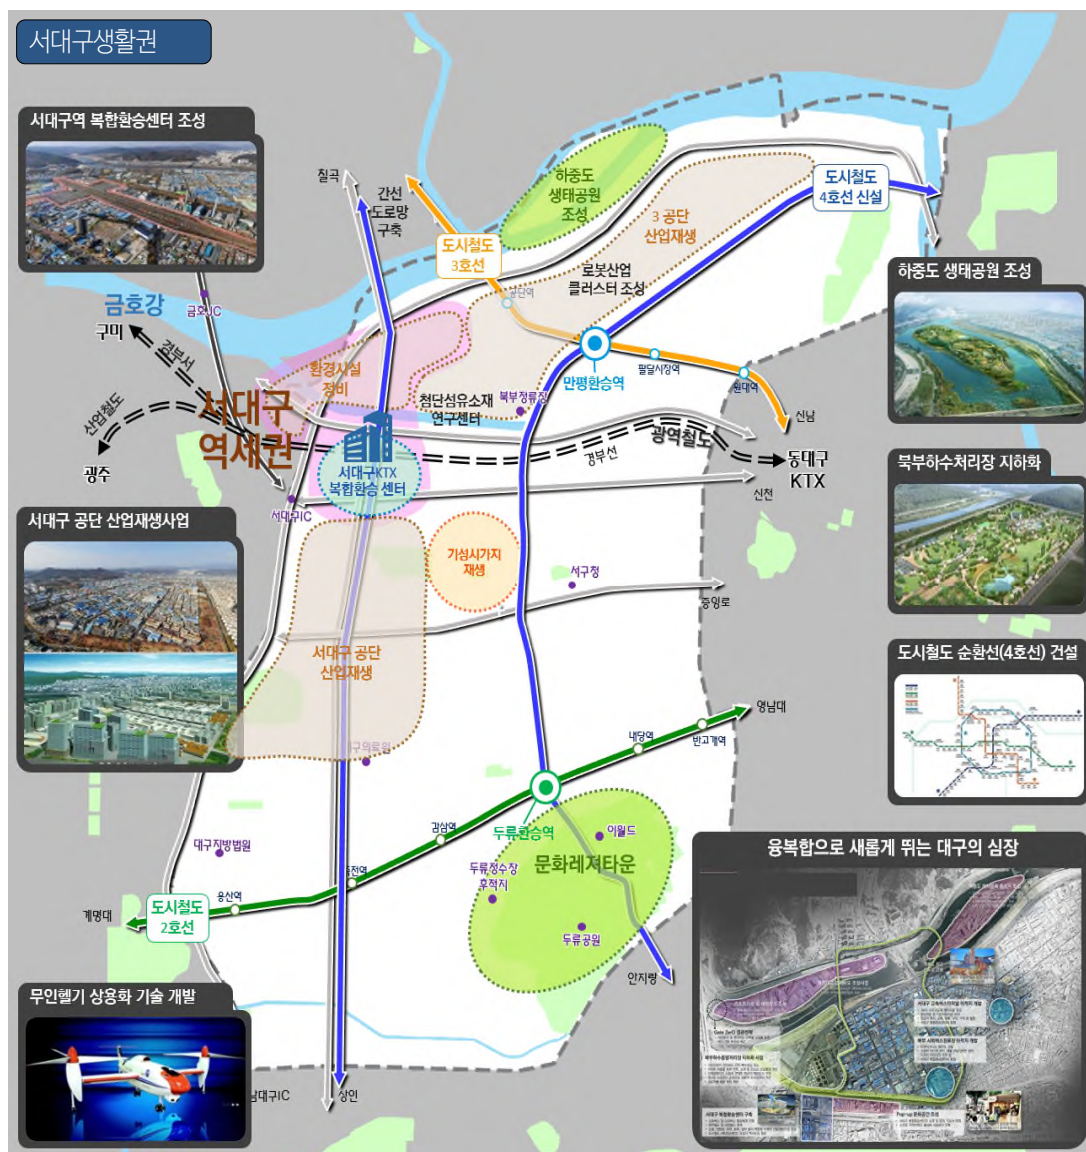 서대구생활권
서대구역 복합환승센터 조성
칠곡
간선
도로망
구축
하중도
생태공원
조성
도시철도
4호선 신설
3 공단
산업재생
도시철도
3호선
로봇산업
클러스터 조성
공단역
하중도 생태공원 조성
금호강
금호JC
구미
경부선
만평환승역
팔달시장역
원대역
환경시설
정비
산업철도
서대구
역세권
첨단섬유소재
연구센터
북부정류장
신남
광역철도
경부선
광주
동대구
KTX
서대구KTX
복합환승 센터
신천
북부하수처리장 지하화
서대구IC
서대구 공단 산업재생사업
기성시가지
재생
서구청
중앙로
서대구 공단
산업재생
도시철도 순환선(4호선) 건설
영남대
내당역
반고개역
구의료원
감삼역
두류환승역
이월드
대구지방법원
문화레져타운
두류정수장
후적지
융복합으로 새롭게 뛰는 대구의 심장
전역
용산역
계명대
도시철도
2호선
두류공원
안지랑
무인헬기 상용화 기술 개발
남대구IC
상인